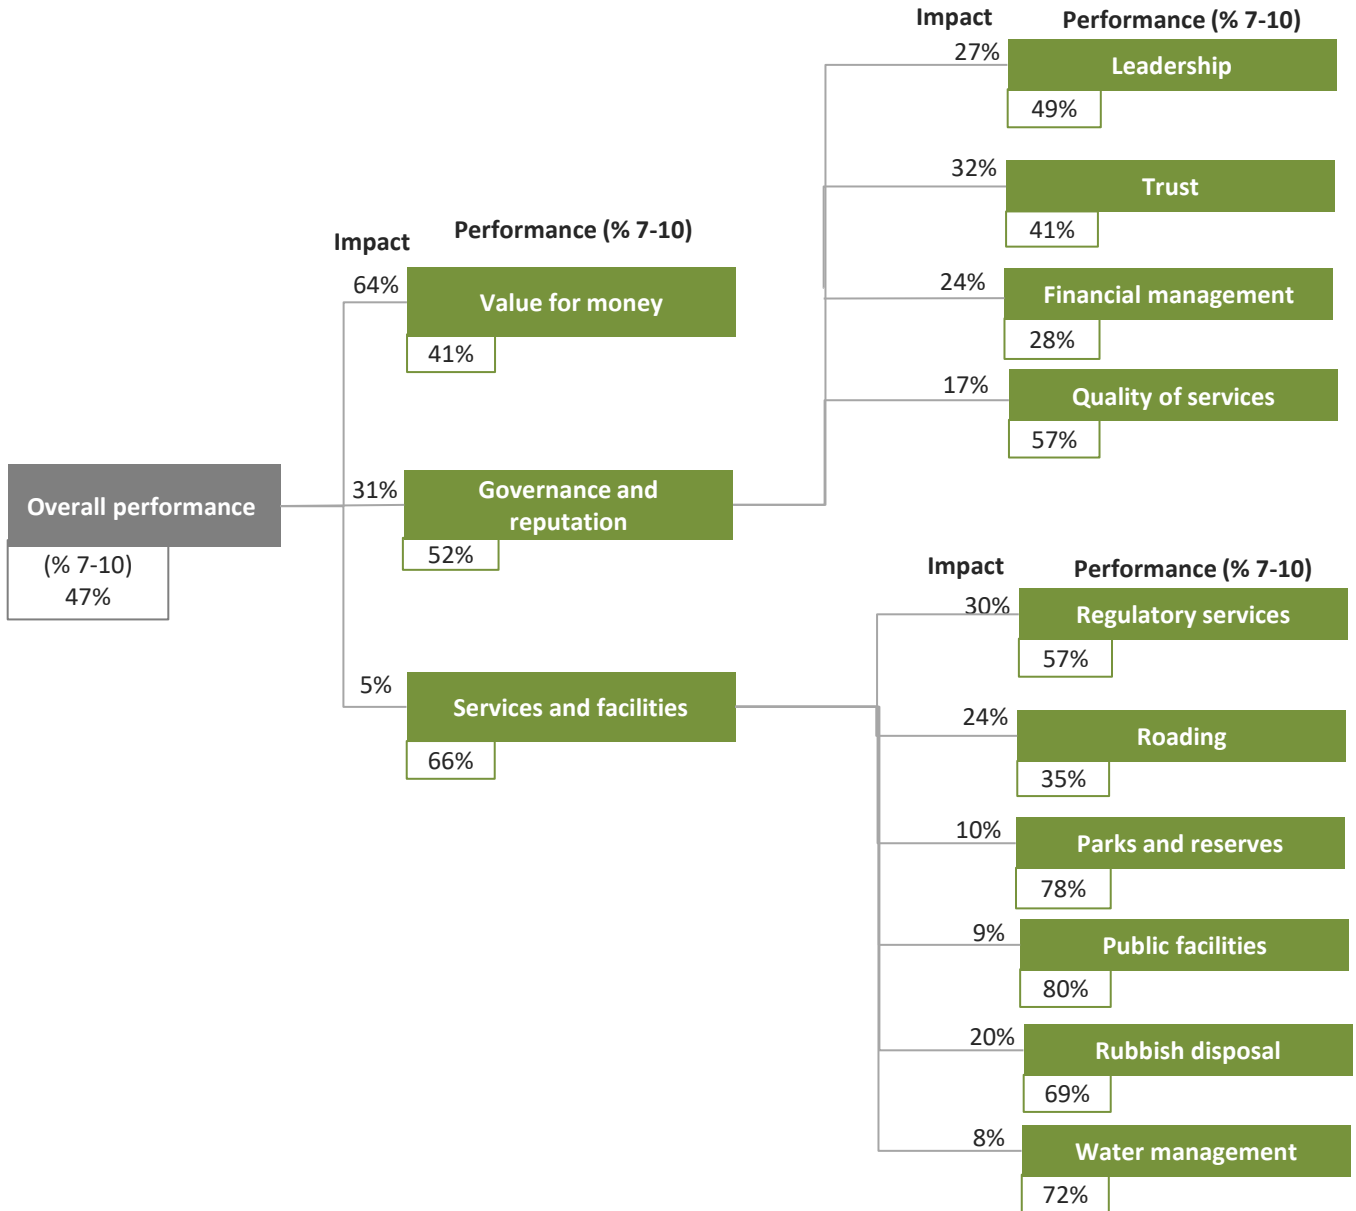 Impact
Performance (% 7-10)
27%
Leadership
49%
32%
Trust
41%
24%
Financial management
28%
17%
Quality of services
57%
Impact
Performance (% 7-10)
64%
Value for money
41%
31%
Governance and
reputation
52%
5%
Services and facilities
66%
Overall performance
(% 7-10)
47%
Impact
Performance (% 7-10)
30%
Regulatory services
57%
24%
Roading
35%
10%
Parks and reserves
78%
9%
Public facilities
80%
20%
Rubbish disposal
69%
8%
Water management
72%